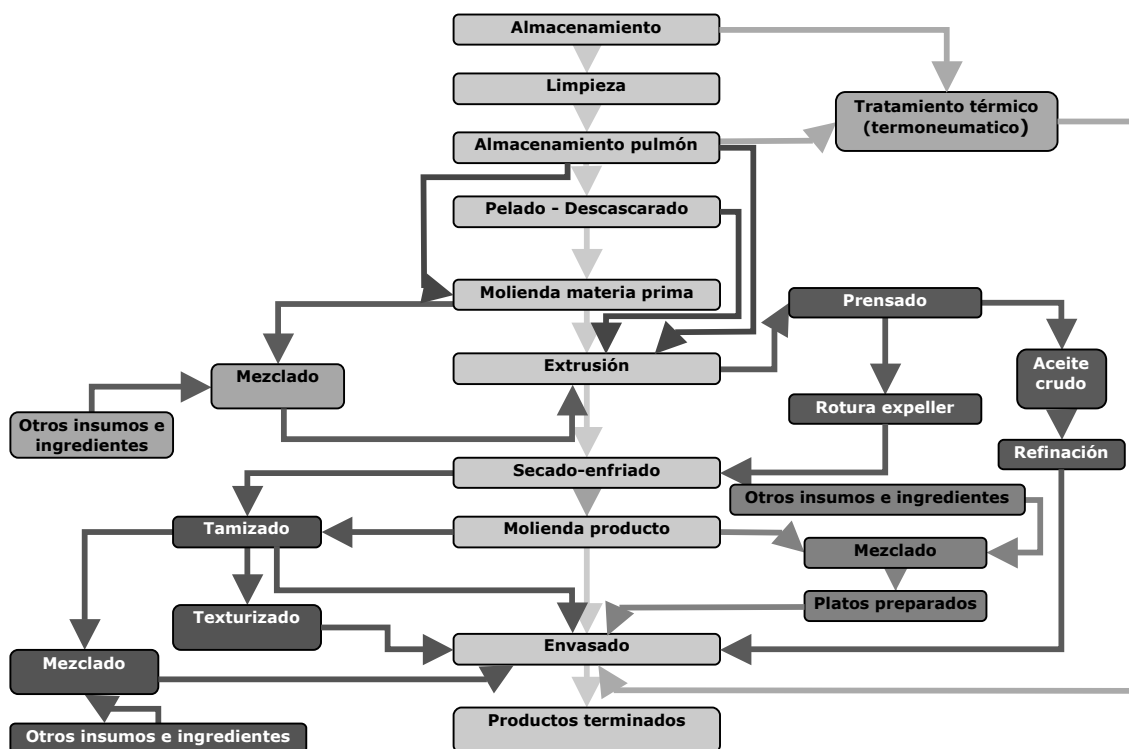 Almacenamiento
Limpieza
Tratamiento térmico
(termoneumatico)
Almacenamiento pulmón
Pelado - Descascarado
Molienda materia prima
Prensado
Extrusión
Aceite
crudo
Mezclado
Rotura expeller
Otros insumos e
ingredientes
Refinación
Secado-enfriado
Otros insumos e ingredientes
Tamizado
Molienda producto
Mezclado
Texturizado
Platos preparados
Envasado
Mezclado
Productos terminados
Otros insumos e ingredientes